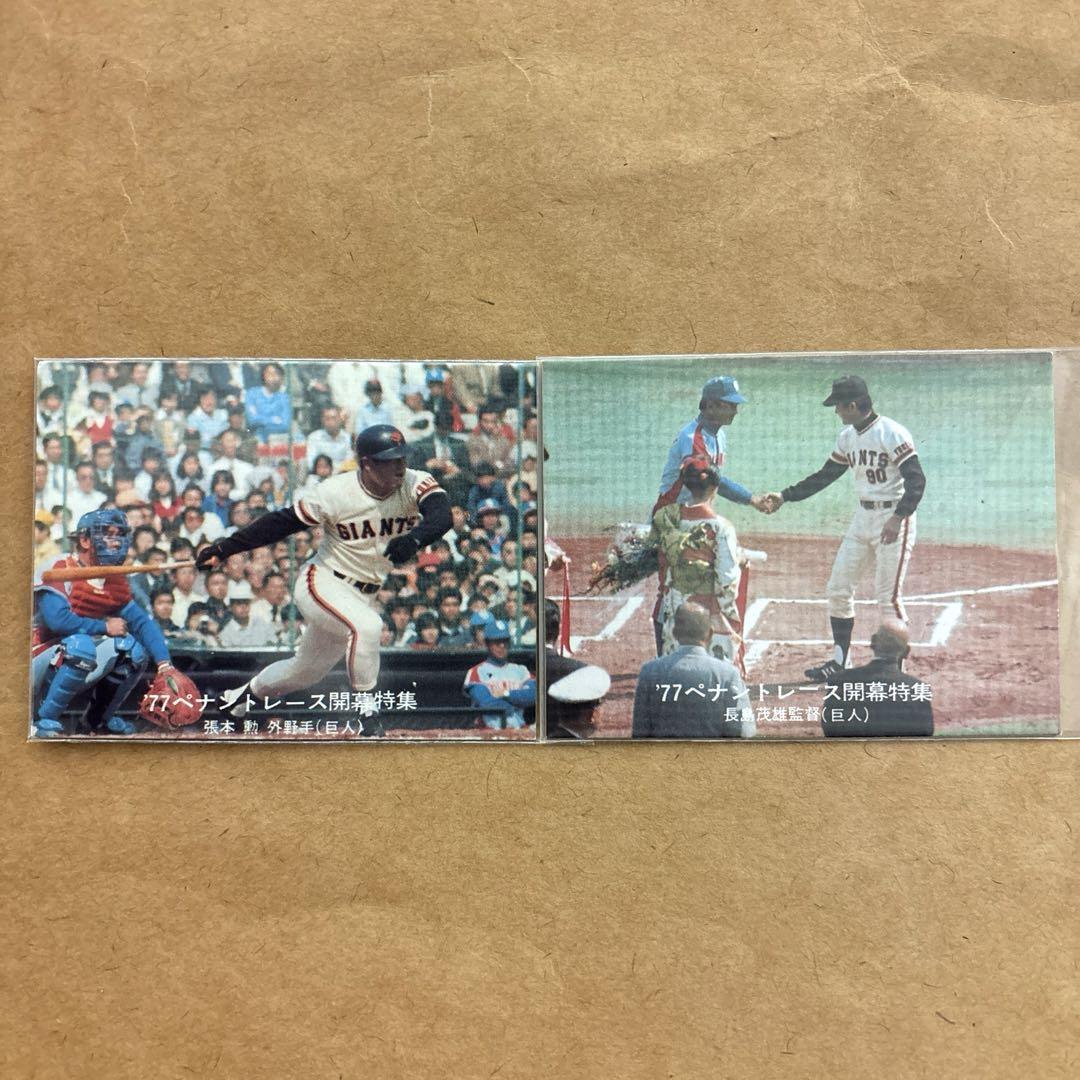 GIANTS
'77ペナントレース開幕特集
張本 勲 外野手(巨人)
GIANTS
90
'77ペナントレース開幕特集
長島茂雄監督(巨人)